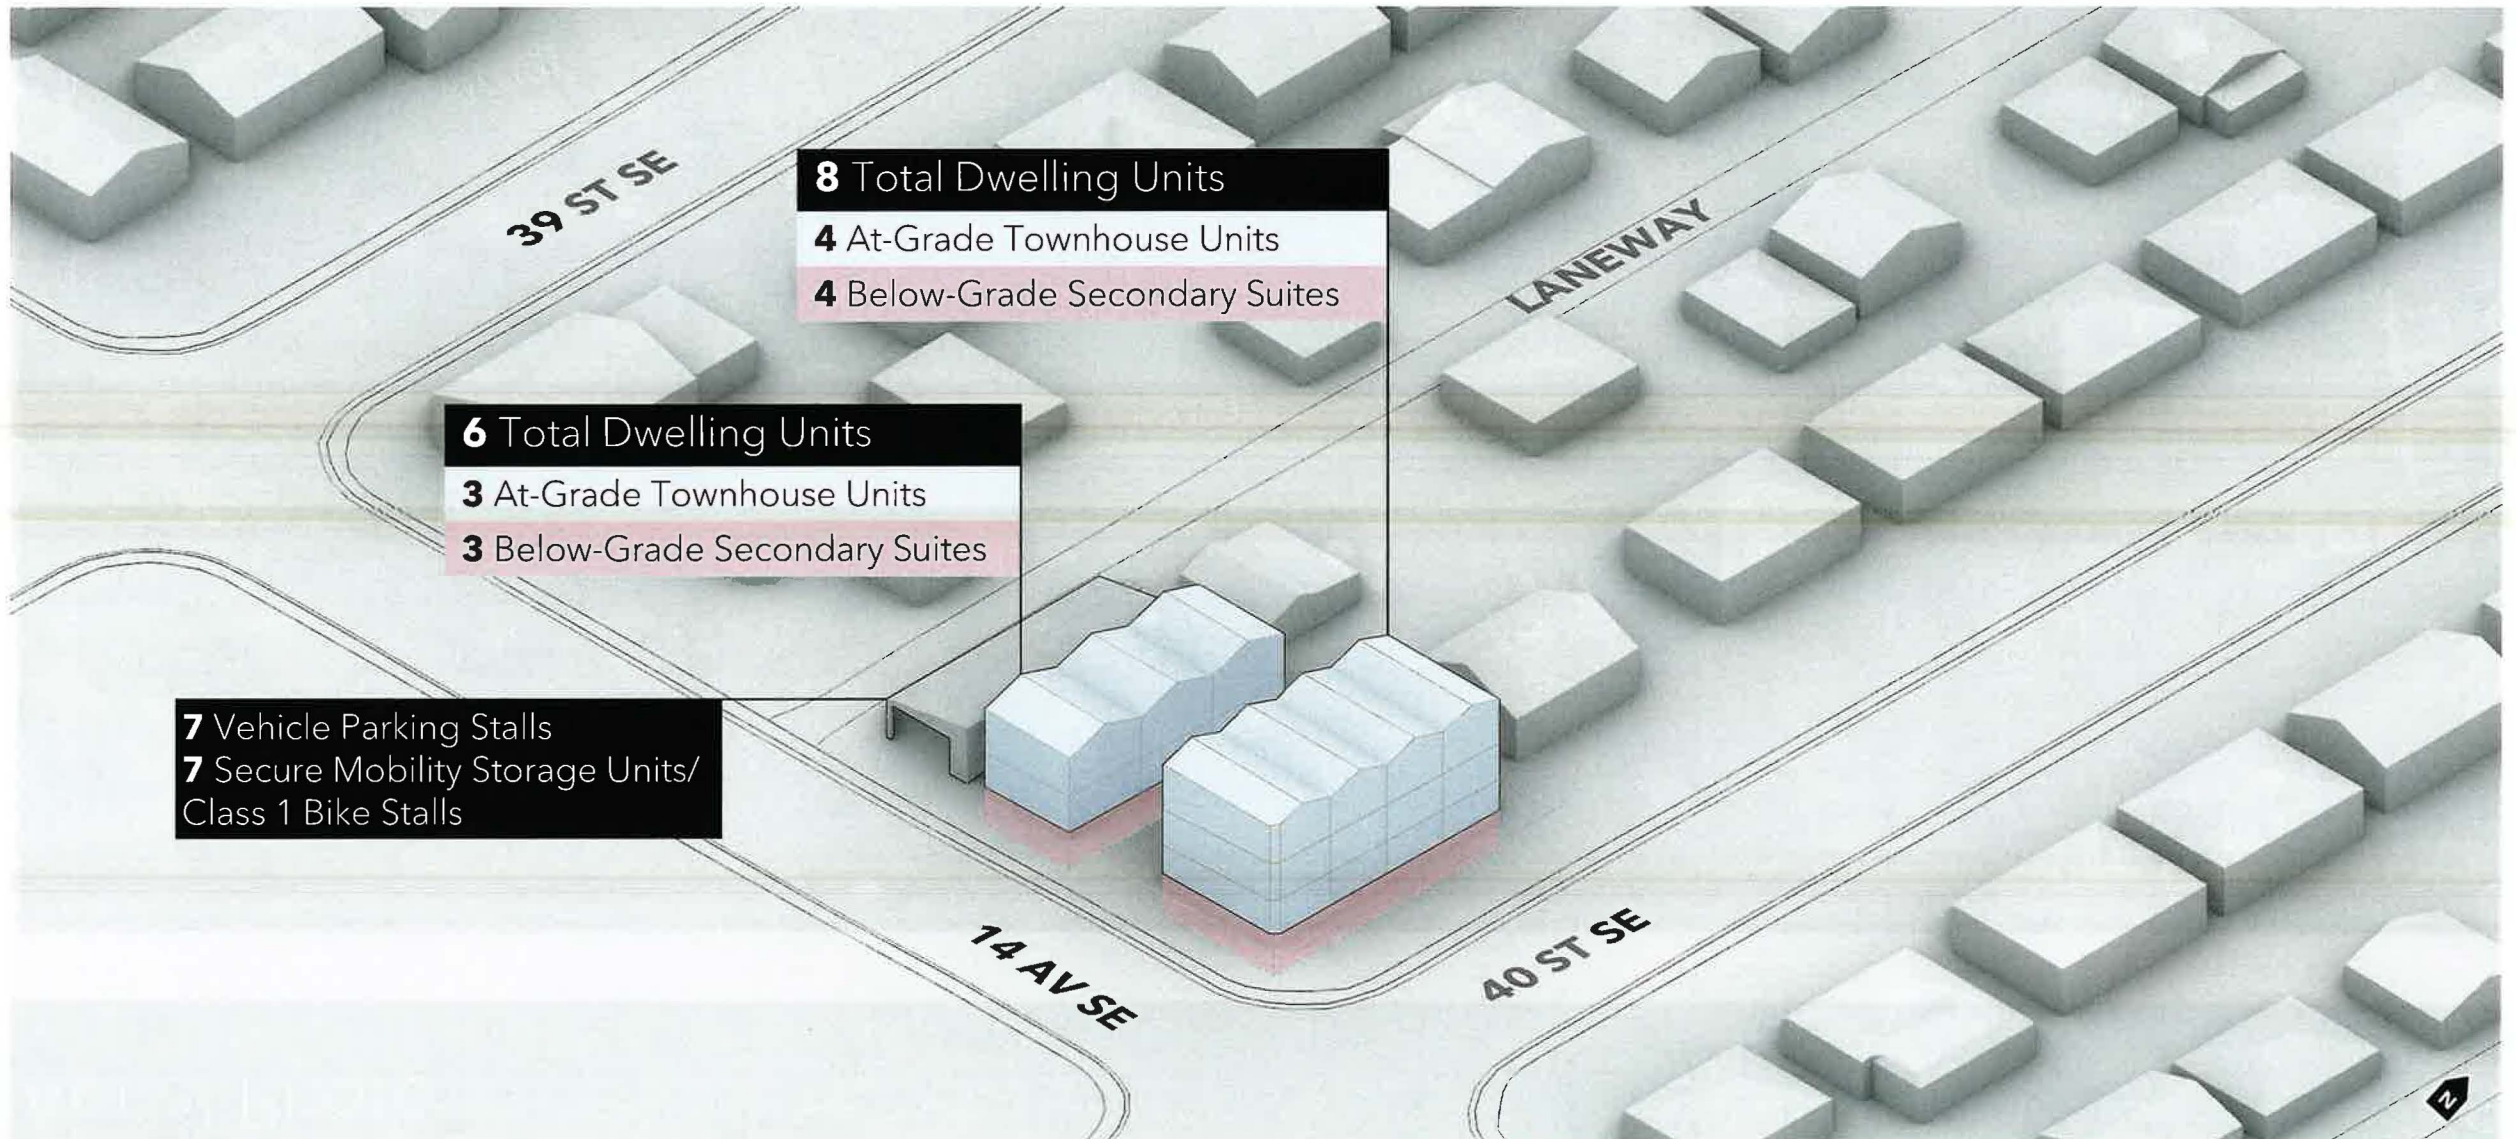 39 ST SE
8 Total Dwelling Units
4 At-Grade Townhouse Units
4 Below-Grade Secondary Suites
LANEWAY
6 Total Dwelling Units
3 At-Grade Townhouse Units
3 Below-Grade Secondary Suites
7 Vehicle Parking Stalls
7 Secure Mobility Storage Units/
Class 1 Bike Stalls
14 AV SE
40 ST SE
N